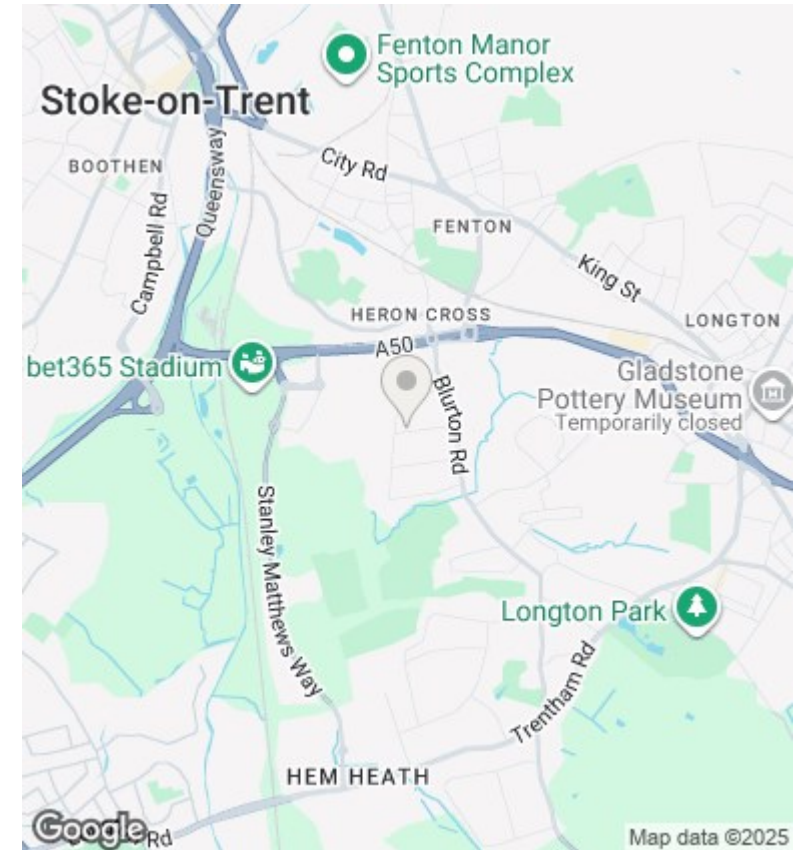 Fenton Manor
Sports Complex
Stoke-on-Trent
BOOTHEN
Queensway
City Rd
Campbell Rd
FENTON
King St
HERON CROSS
LONGTON
A50
bet365 Stadium
Gladstone
Pottery Museum
Temporarily closed
Blurton Rd
Stanley Matthews Way
Longton Park
Trentham Rd
HEM HEATH
Google
Rd
Map data ©2025